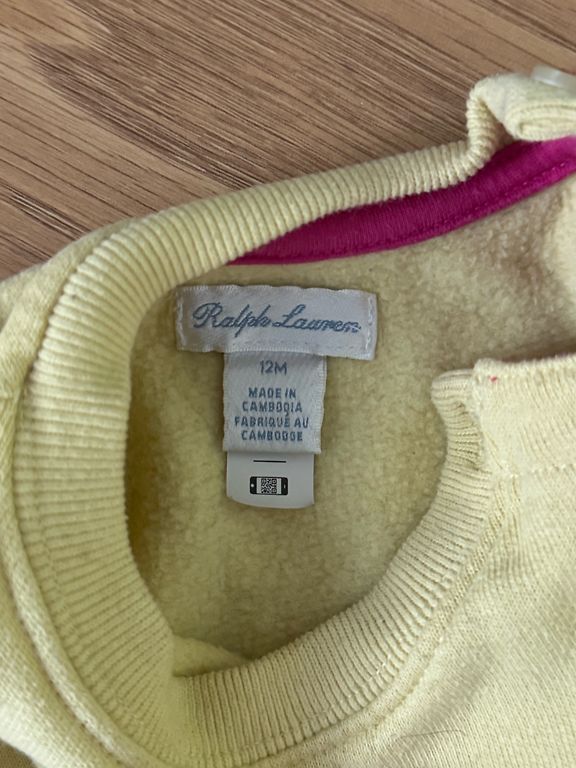 Ralph Lauren
12M
MADE IN
CAMBODIA
FABRIQUÉ AU
CAMBODGE